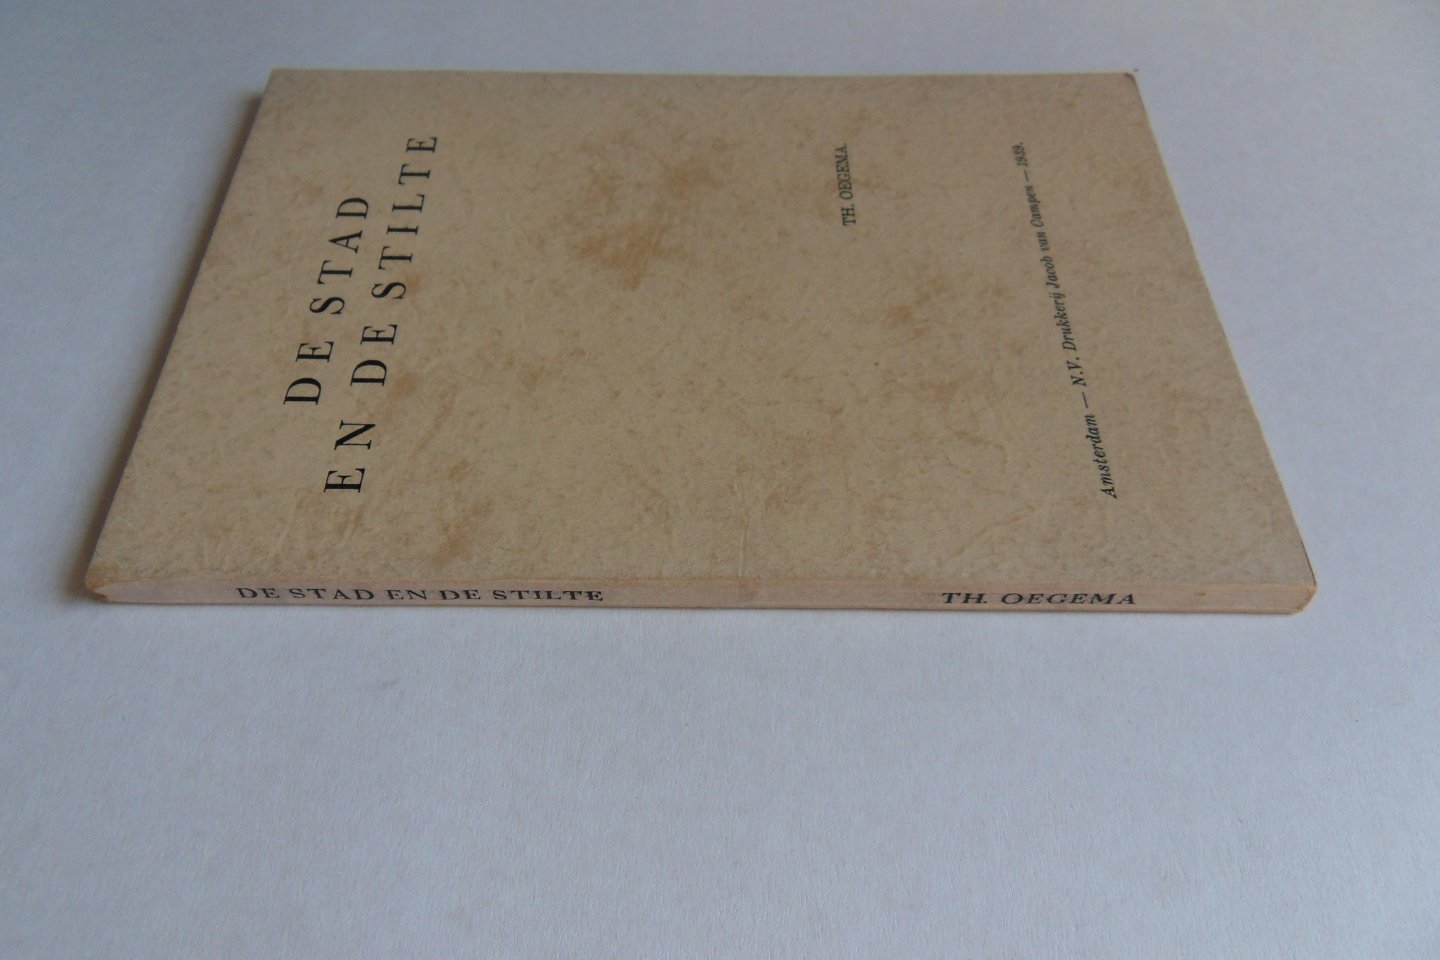 DE STAD
EN DE STILTE
TH. OEGEMA.
Amsterdam — N.V. Drukkerij Jacob van Campen — 1939.
DE STAD EN DE STILTE TH. OEGEMA